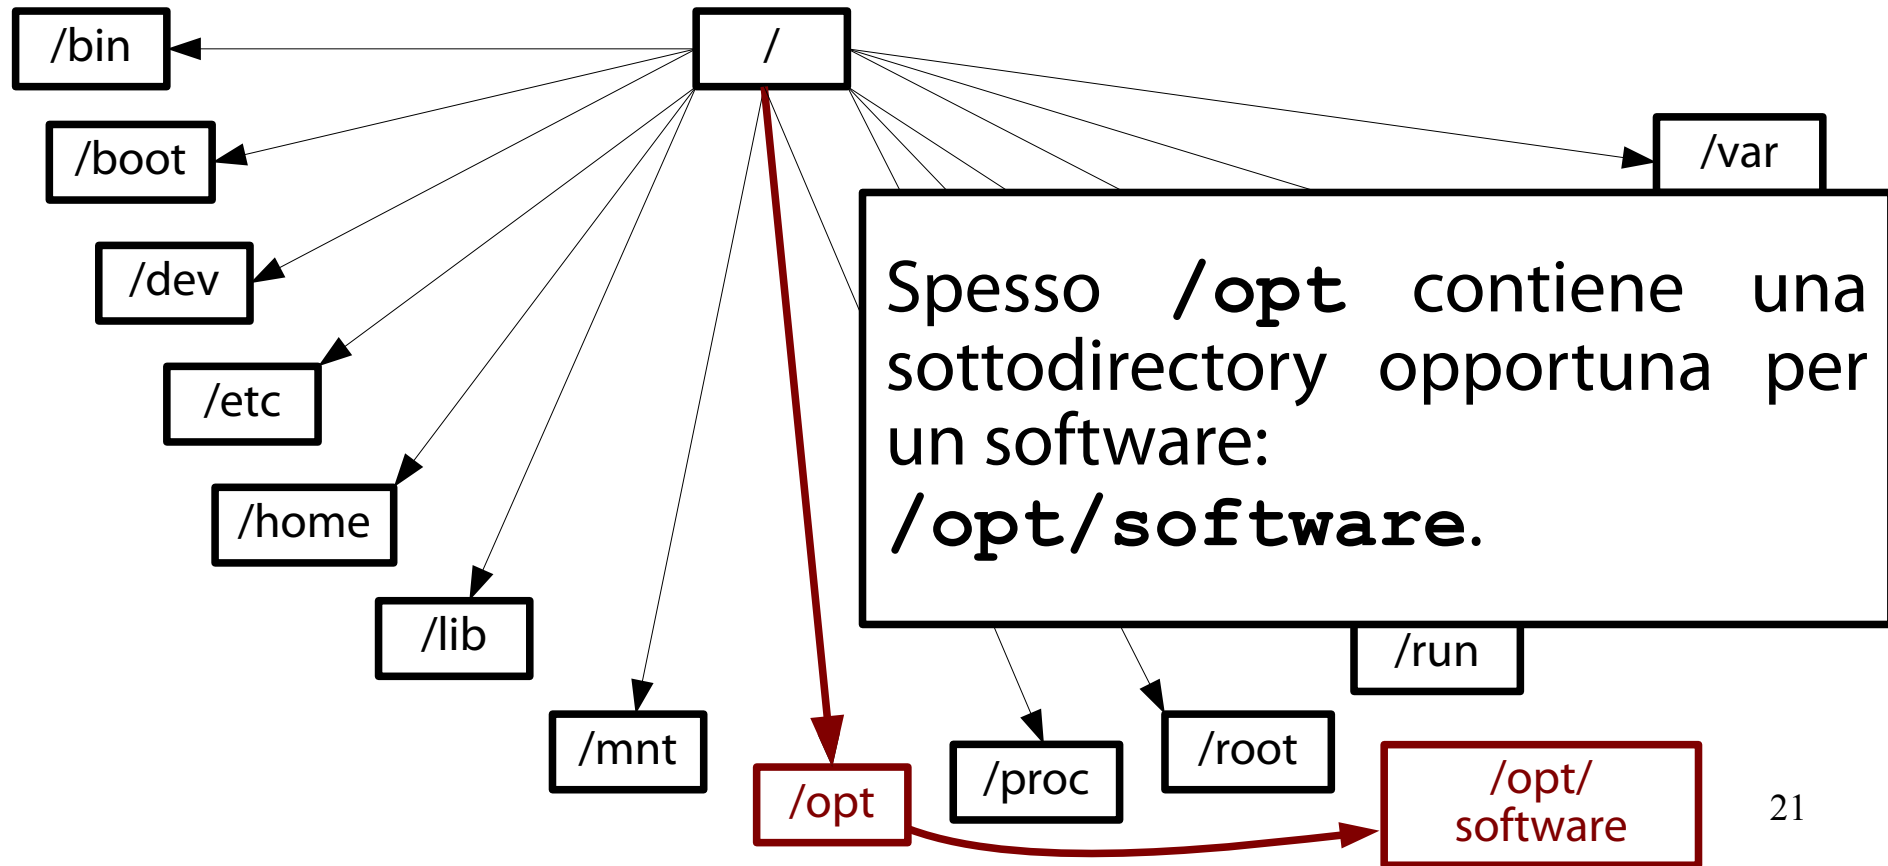 /bin
/
/boot
/var
/dev
Spesso /opt contiene una
sottodirectory opportuna per
un software:
/opt/software.
/etc
/home
/lib
/run
/mnt
/opt
/proc
/root
/opt/
software
21